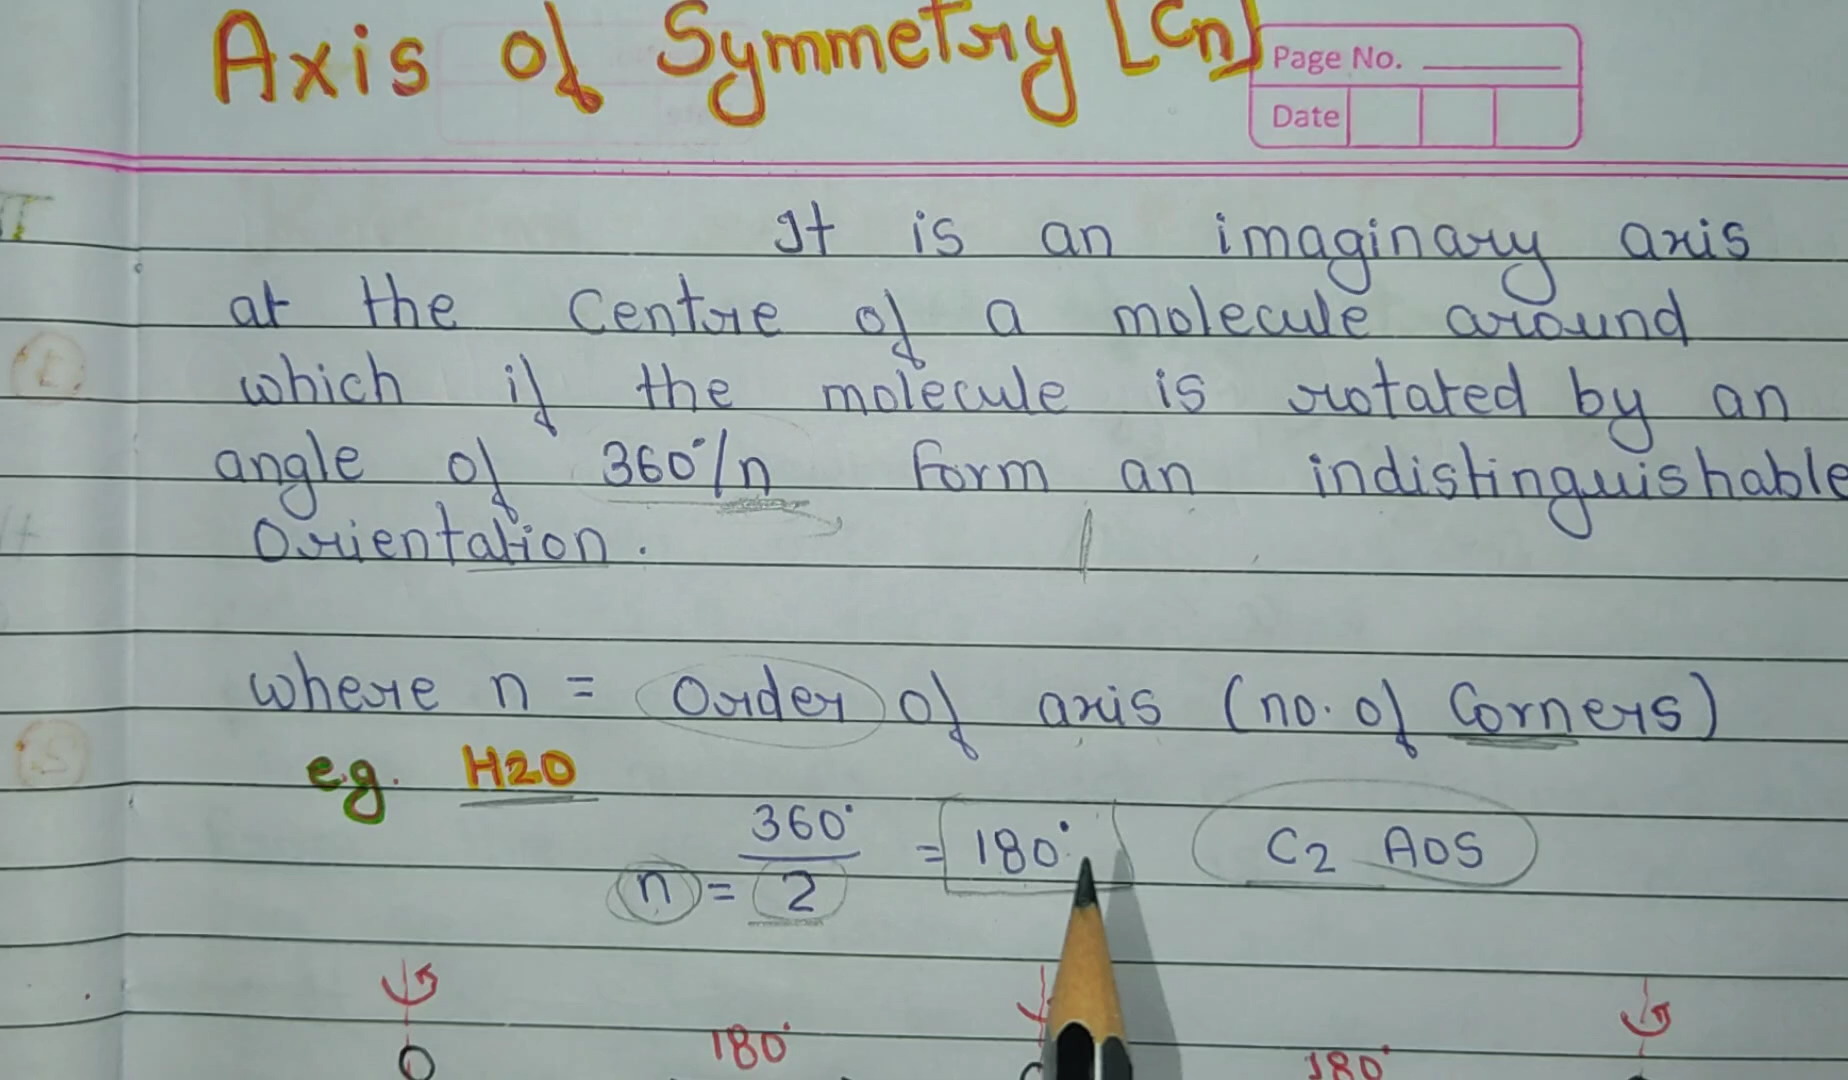 Axis of Symmetry [Cn]
Page No.
Date
It is an imaginary axis
at the Centre of a molecule around
which if the molecule is rotated by an
angle of 360°/n form an indistinguishable
Orientation.
where n = Order of axis (no. of Corners)
eg. H2O
360°
n = 2 = 180° C2 AOS
O 180° 180°